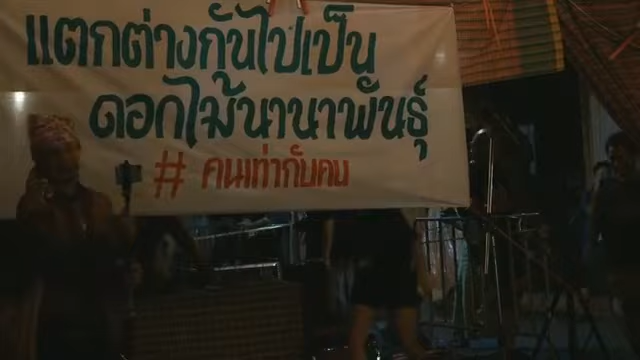 แตกต่างกันไปเป็น
ดอกไม้นานาพันธุ์
# คนเท่ากับคน